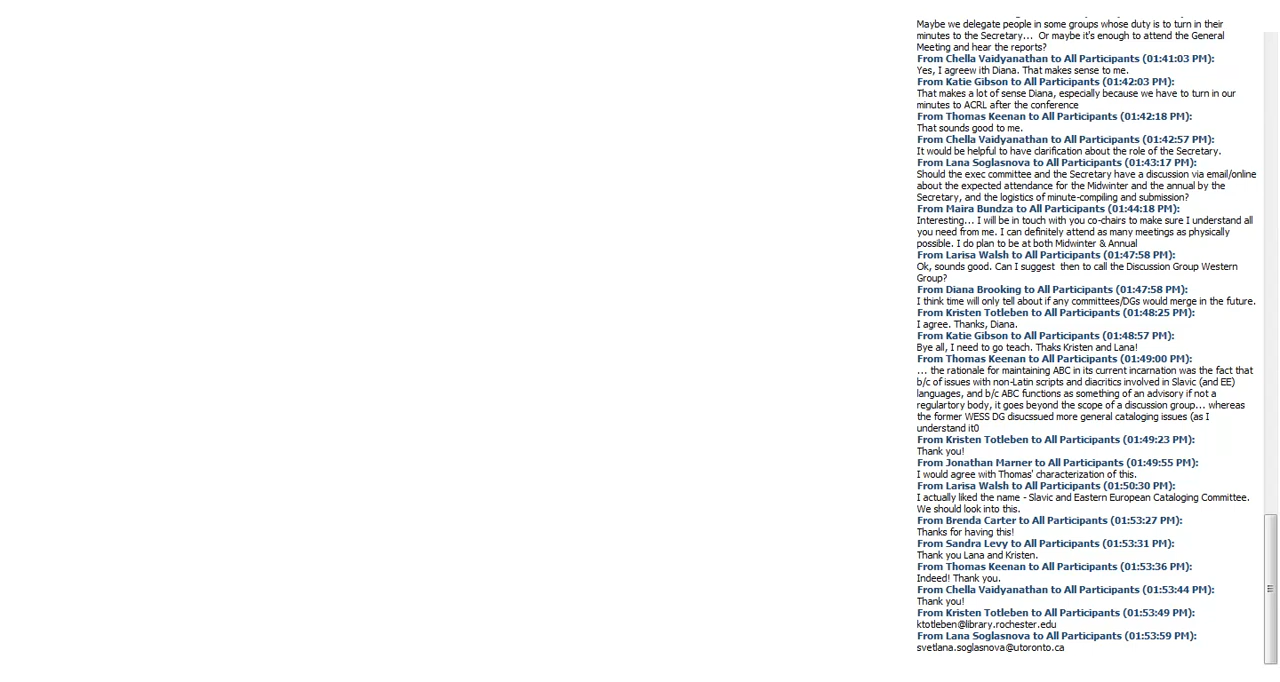 Maybe we delegate people in some groups whose duty is to turn in their
minutes to the Secretary... Or maybe it's enough to attend the General
Meeting and hear the reports?
From Chella Vaidyanathan to All Participants (01:41:03 PM):
Yes, I agreew ith Diana. That makes sense to me.
From Katie Gibson to All Participants (01:42:03 PM):
That makes a lot of sense Diana, especially because we have to turn in our
minutes to ACRL after the conference
From Thomas Keenan to All Participants (01:42:18 PM):
That sounds good to me.
From Chella Vaidyanathan to All Participants (01:42:57 PM):
It would be helpful to have clarification about the role of the Secretary.
From Lana Soglasnova to All Participants (01:43:17 PM):
Should the exec committee and the Secretary have a discussion via email/online
about the expected attendance for the Midwinter and the annual by the
Secretary, and the logistics of minute-compiling and submission?
From Maira Bundza to All Participants (01:44:18 PM):
Interesting... I will be in touch with you co-chairs to make sure I understand all
you need from me. I can definitely attend as many meetings as physically
possible. I do plan to be at both Midwinter & Annual
From Larisa Walsh to All Participants (01:47:58 PM):
Ok, sounds good. Can I suggest then to call the Discussion Group Western
Group?
From Diana Brooking to All Participants (01:47:58 PM):
I think time will only tell about if any committees/DGs would merge in the future.
From Kristen Totleben to All Participants (01:48:25 PM):
I agree. Thanks, Diana.
From Katie Gibson to All Participants (01:48:57 PM):
Bye all, I need to go teach. Thaks Kristen and Lana!
From Thomas Keenan to All Participants (01:49:00 PM):
... the rationale for maintaining ABC in its current incarnation was the fact that
b/c of issues with non-Latin scripts and diacritics involved in Slavic (and EE)
languages, and b/c ABC functions as something of an advisory if not a
regulartory body, it goes beyond the scope of a discussion group... whereas
the former WESS DG disucssued more general cataloging issues (as I
understand it0
From Kristen Totleben to All Participants (01:49:23 PM):
Thank you!
From Jonathan Marner to All Participants (01:49:55 PM):
I would agree with Thomas' characterization of this.
From Larisa Walsh to All Participants (01:50:30 PM):
I actually liked the name - Slavic and Eastern European Cataloging Committee.
We should look into this.
From Brenda Carter to All Participants (01:53:27 PM):
Thanks for having this!
From Sandra Levy to All Participants (01:53:31 PM):
Thank you Lana and Kristen.
From Thomas Keenan to All Participants (01:53:36 PM):
Indeed! Thank you.
From Chella Vaidyanathan to All Participants (01:53:44 PM):
Thank you!
From Kristen Totleben to All Participants (01:53:49 PM):
ktotleben@library.rochester.edu
From Lana Soglasnova to All Participants (01:53:59 PM):
svetlana.soglasnova@utoronto.ca